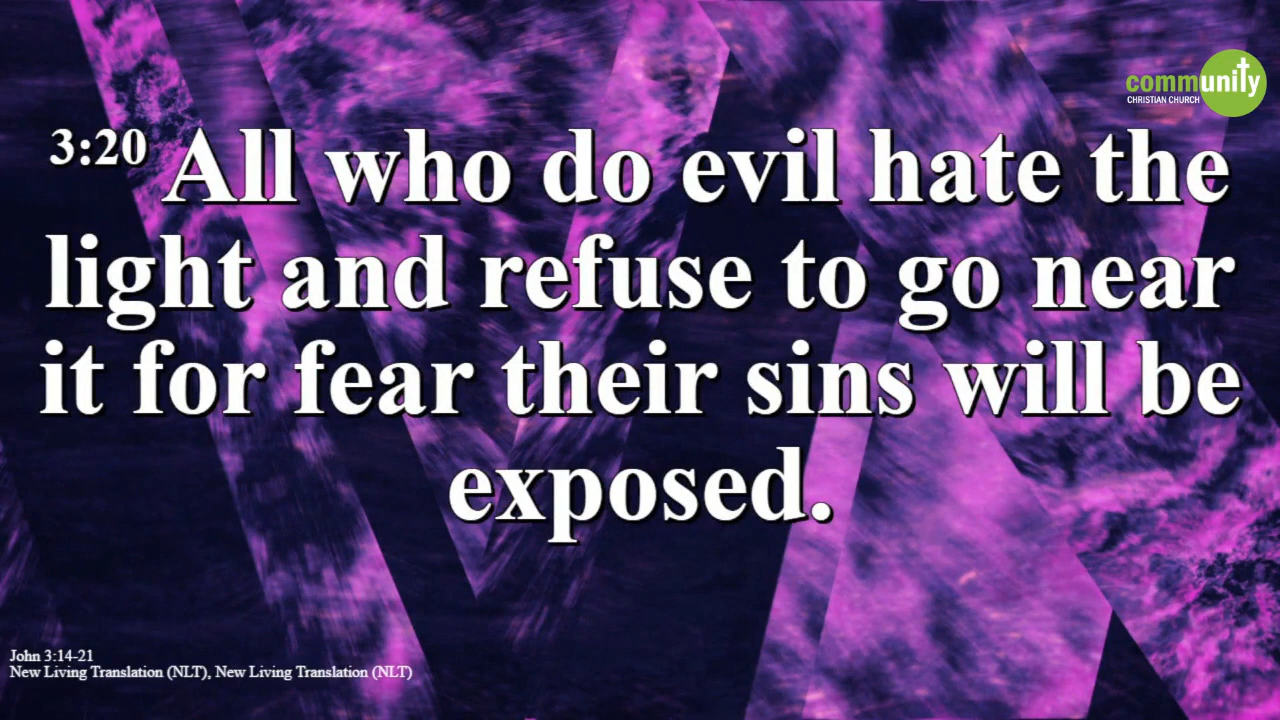 community
CHRISTIAN CHURCH
3:20 All who do evil hate the
light and refuse to go near
it for fear their sins will be
exposed.
John 3:14-21
New Living Translation (NLT), New Living Translation (NLT)